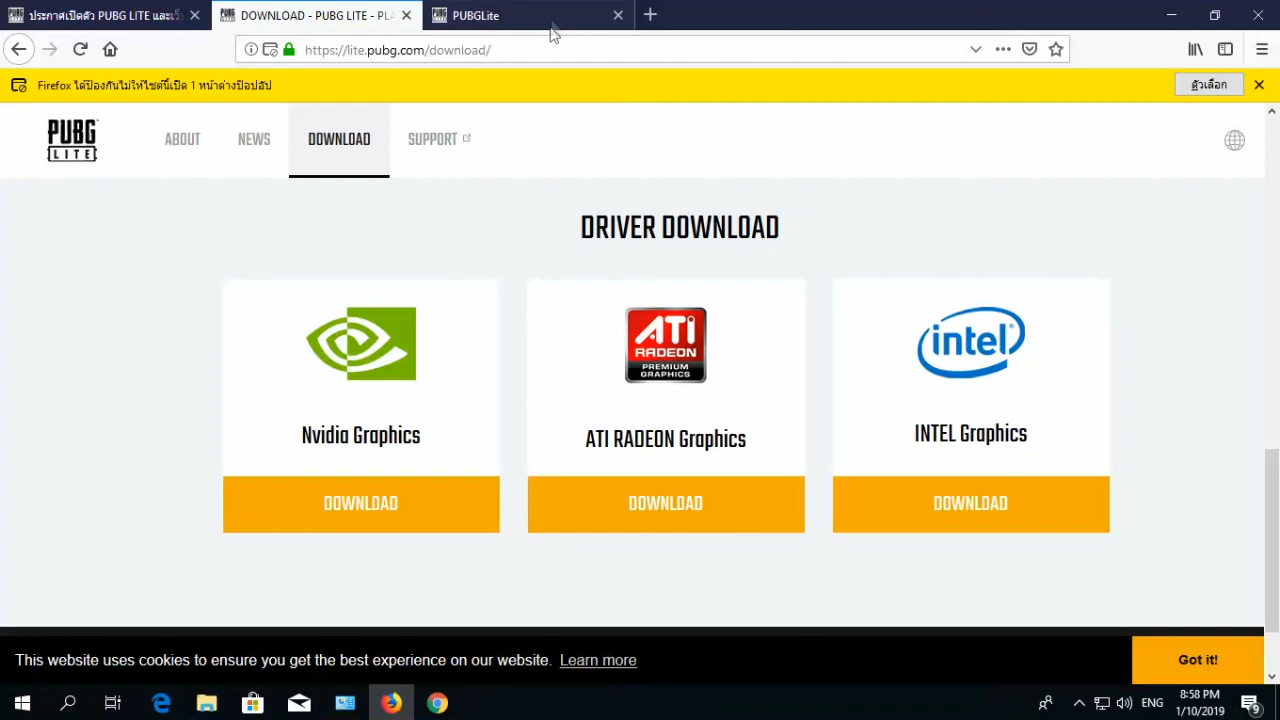 ประกาศเปิดตัว PUBG LITE และเร็ว
DOWNLOAD - PUBG LITE - PLA
PUBGLite
https://lite.pubg.com/download/
Firefox ได้ป้องกันไม่ให้ไซต์นี้เปิด 1 หน้าต่างป๊อปอัป
ตัวเลือก
PUBG
LITE
ABOUT
NEWS
DOWNLOAD
SUPPORT
DRIVER DOWNLOAD
ATI
RADEON
PREMIUM
GRAPHICS
intel
Nvidia Graphics
ATI RADEON Graphics
INTEL Graphics
DOWNLOAD
DOWNLOAD
DOWNLOAD
This website uses cookies to ensure you get the best experience on our website. Learn more
Got it!
ENG
8:58 PM
1/10/2019
9